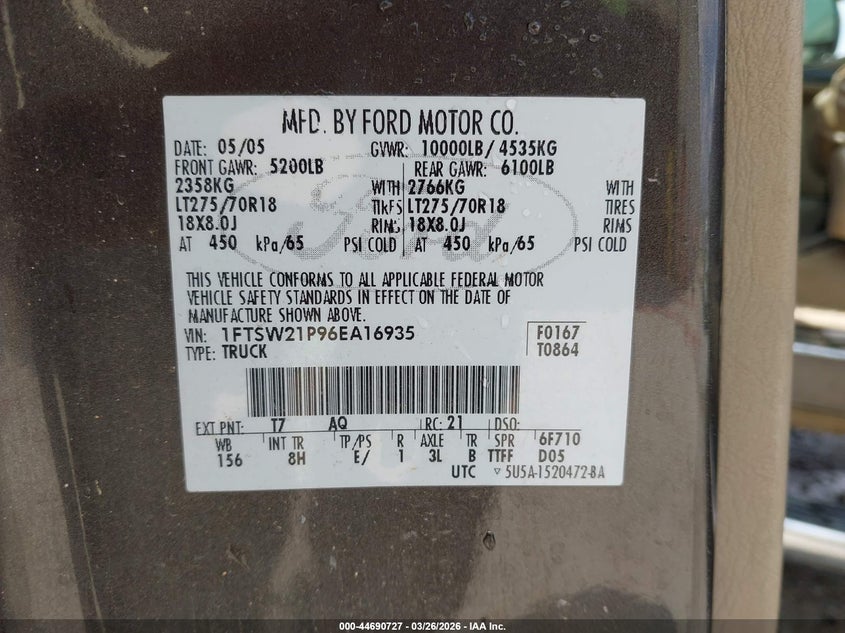 MFD. BY FORD MOTOR CO.
DATE: 05/05 GVWR: 10000LB/ 4535KG
FRONT GAWR: 5200LB REAR GAWR: 6100LB
2358KG WITH 2766KG WITH
LT275/70R18 TIRES LT275/70R18 TIRES
18X8.0J RIMS 18X8.0J RIMS
AT 450 kPa/65 PSI COLD AT 450 kPa/65 PSI COLD
Ford
THIS VEHICLE CONFORMS TO ALL APPLICABLE FEDERAL MOTOR
VEHICLE SAFETY STANDARDS IN EFFECT ON THE DATE OF
MANUFACTURE SHOWN ABOVE.
VIN: 1FTSW21P96EA16935 F0167
TYPE: TRUCK T0864
EXT PNT: T7 AQ RC: 21 DSO:
WB INT TR TP/PS R AXLE TR SPR 6F710
156 8H E/ 1 3L B TTFF D05
UTC ▽5U5A-1520472-BA
000-44690727 - 03/26/2026 - IAA Inc.